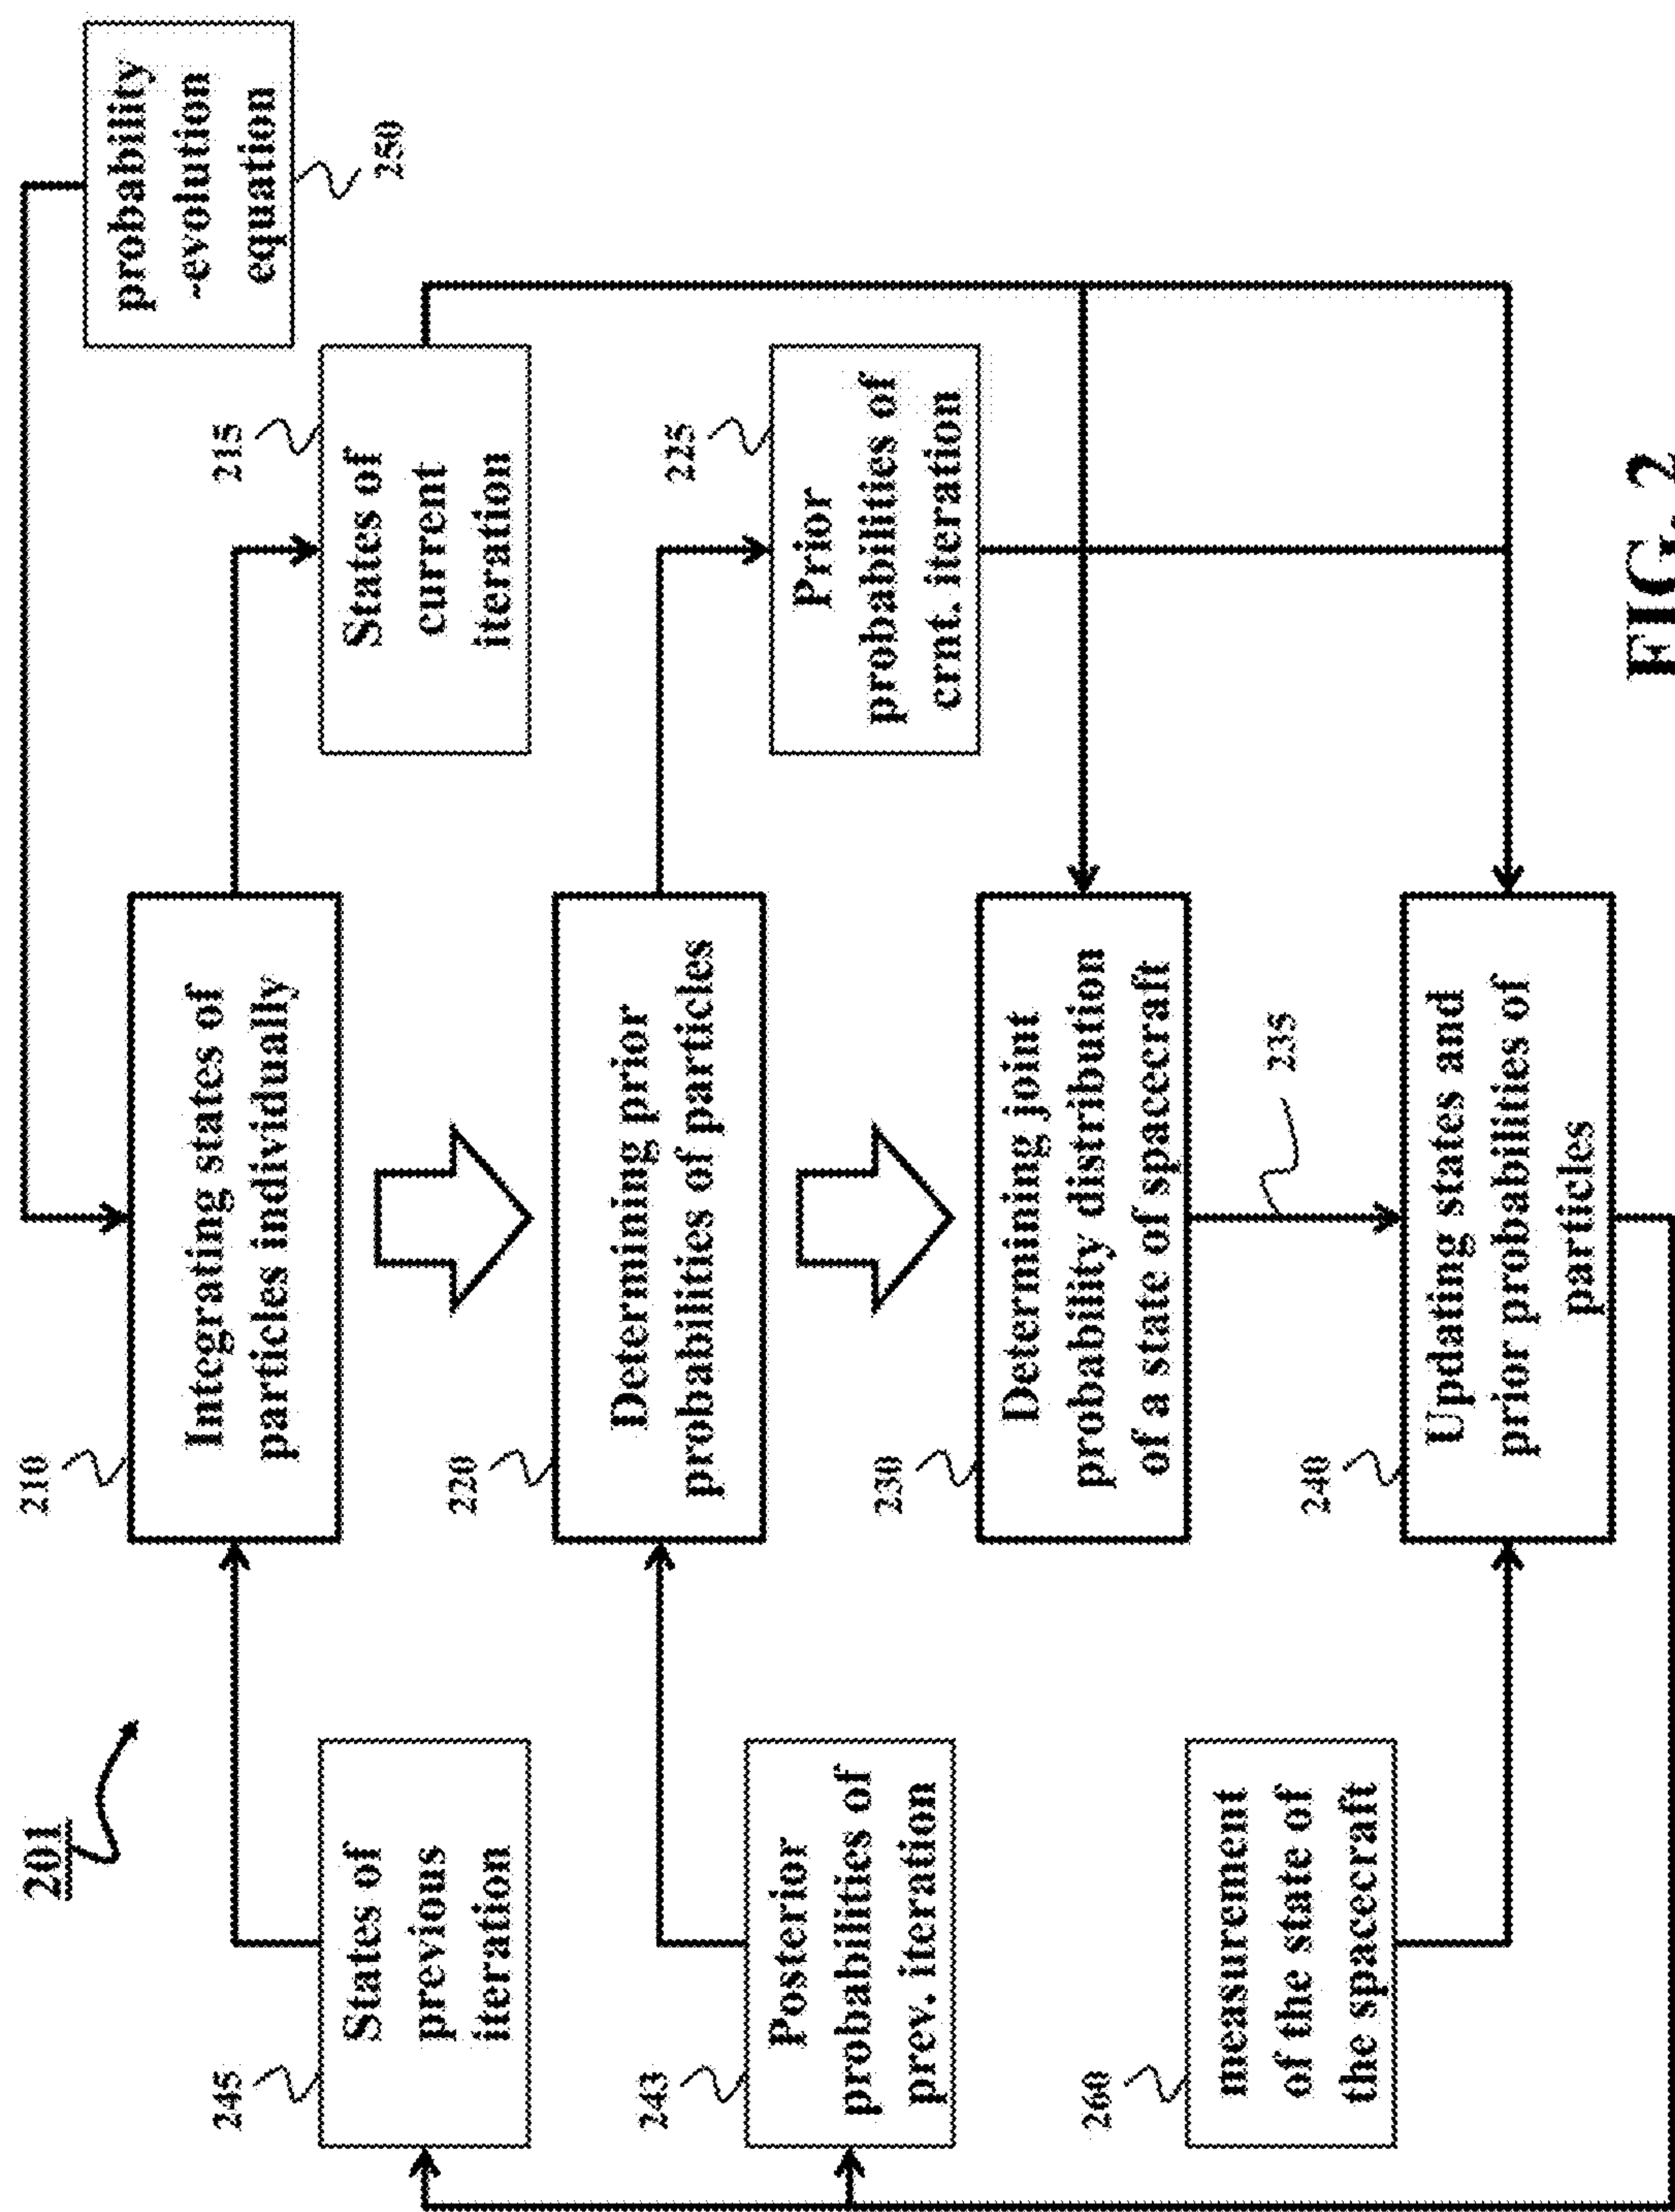 201
probability
-evolution
equation
250
210
Integrating states of
particles individually
245
States of
previous
iteration
215
States of
current
iteration
220
Determining prior
probabilities of particles
243
Posterior
probabilities of
prev. iteration
225
Prior
probabilities of
crnt. iteration
230
Determining joint
probability distribution
of a state of spacecraft
235
260
measurement
of the state of
the spacecraft
240
Updating states and
prior probabilities of
particles
FIG. 2